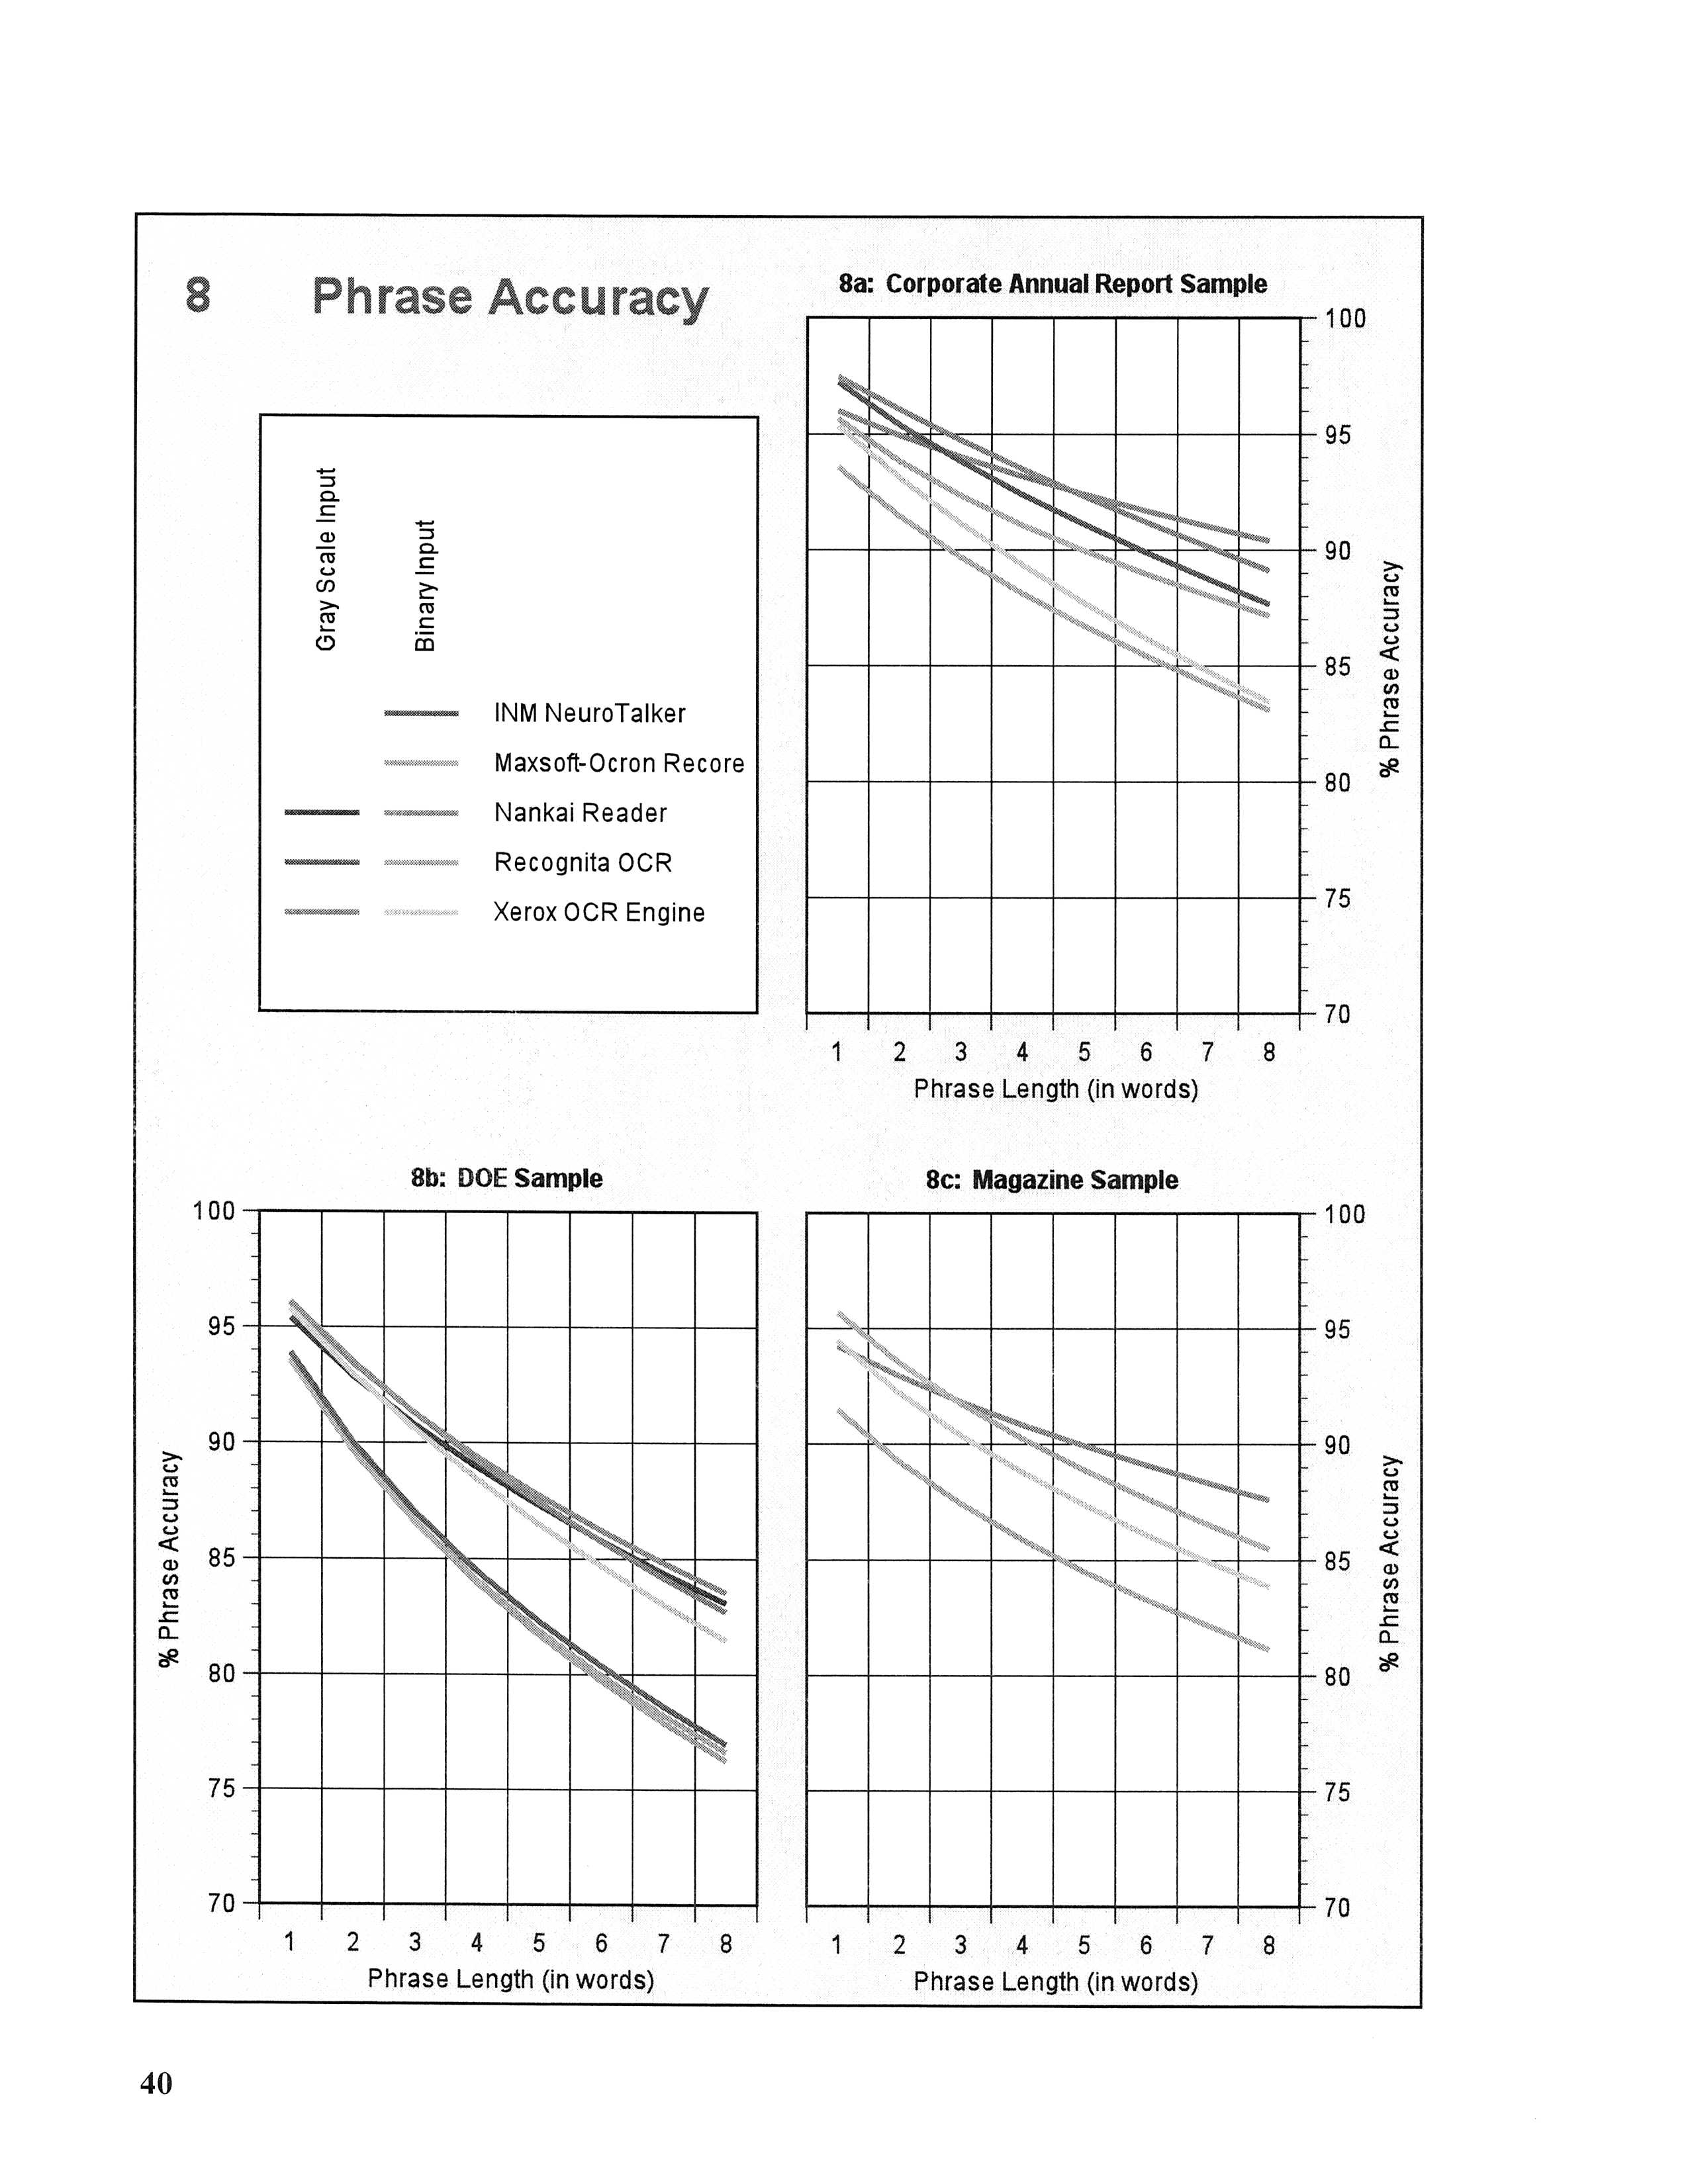 8 Phrase Accuracy
Gray Scale Input
Binary Input
INM NeuroTalker
Maxsoft-Ocron Recore
Nankai Reader
Recognita OCR
Xerox OCR Engine
8a: Corporate Annual Report Sample
100
95
90
85
80
75
70
% Phrase Accuracy
1 2 3 4 5 6 7 8
Phrase Length (in words)
8b: DOE Sample
100
95
90
85
80
75
70
% Phrase Accuracy
1 2 3 4 5 6 7 8
Phrase Length (in words)
8c: Magazine Sample
100
95
90
85
80
75
70
% Phrase Accuracy
1 2 3 4 5 6 7 8
Phrase Length (in words)
40